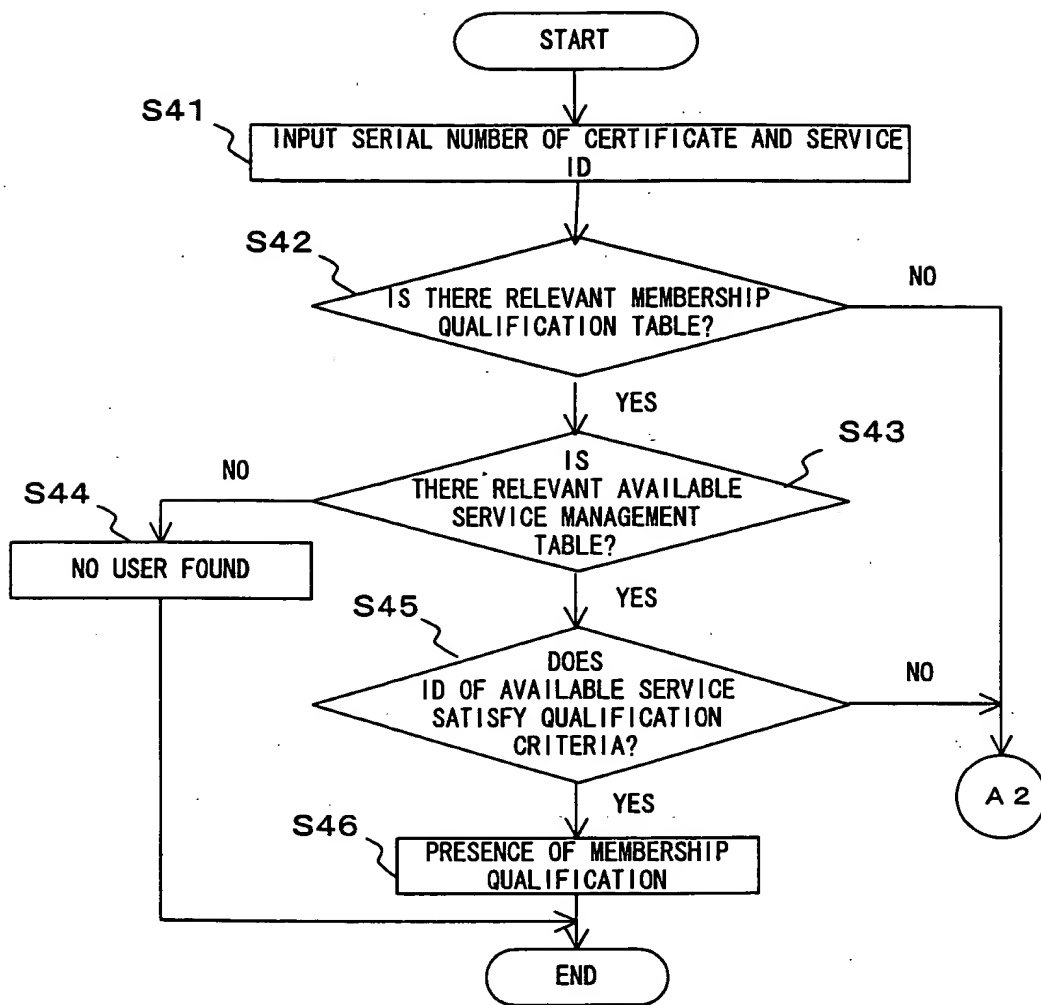 START
S41
INPUT SERIAL NUMBER OF CERTIFICATE AND SERVICE
ID
S42
NO
IS THERE RELEVANT MEMBERSHIP
QUALIFICATION TABLE?
YES
S43
NO
IS
THERE RELEVANT AVAILABLE
SERVICE MANAGEMENT
TABLE?
S44
NO USER FOUND
YES
S45
DOES
ID OF AVAILABLE SERVICE
SATISFY QUALIFICATION
CRITERIA?
NO
A2
YES
S46
PRESENCE OF MEMBERSHIP
QUALIFICATION
END